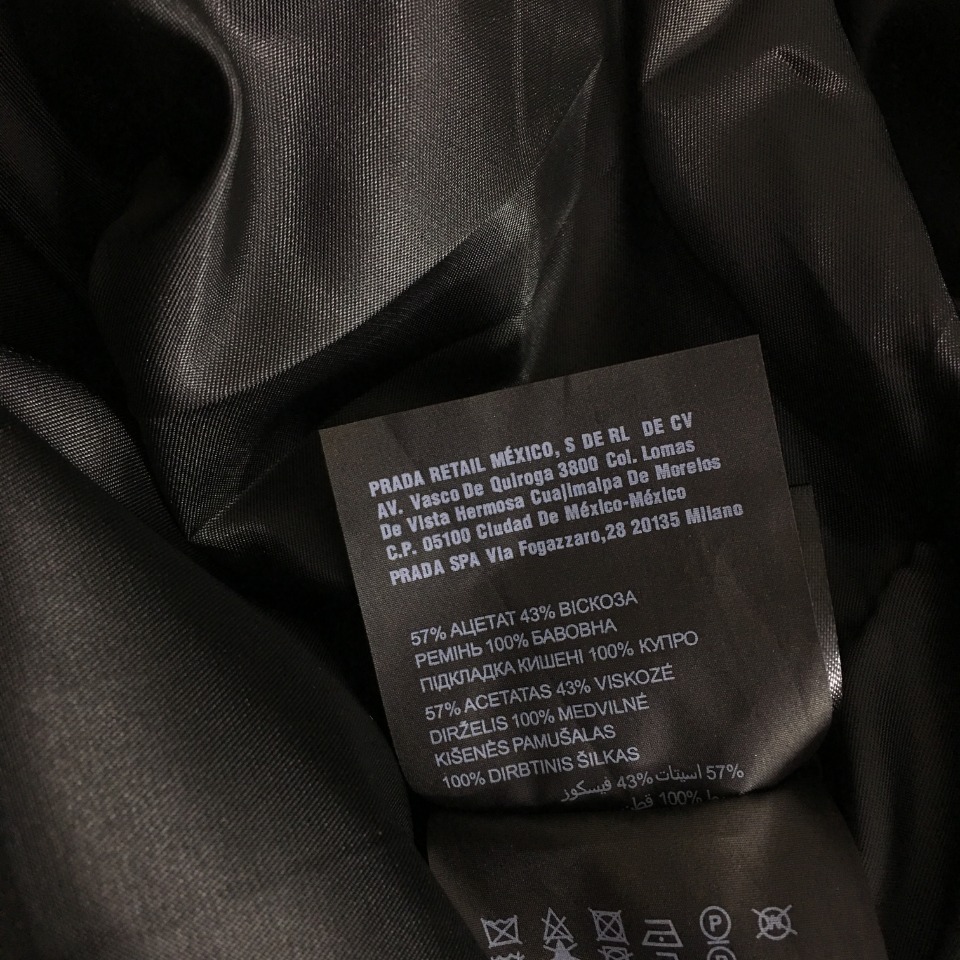 PRADA RETAIL MÉXICO, S DE RL DE CV
AV. Vasco De Quiroga 3800 Col. Lomas
De Vista Hermosa Cuajimalpa De Morelos
C.P. 05100 Ciudad De México-México
PRADA SPA Via Fogazzaro,28 20135 Milano
57% АЦЕТАТ 43% ВІСКОЗА
РЕМІНЬ 100% БАВОВНА
ПІДКЛАДКА КИШЕНІ 100% КУПРО
57% ACETATAS 43% VISKOZĖ
DIRŽELIS 100% MEDVILNĖ
KIŠENĖS PAMUŠALAS
100% DIRBTINIS ŠILKAS
57% اسيتات 43% فيسكوز
100%
P